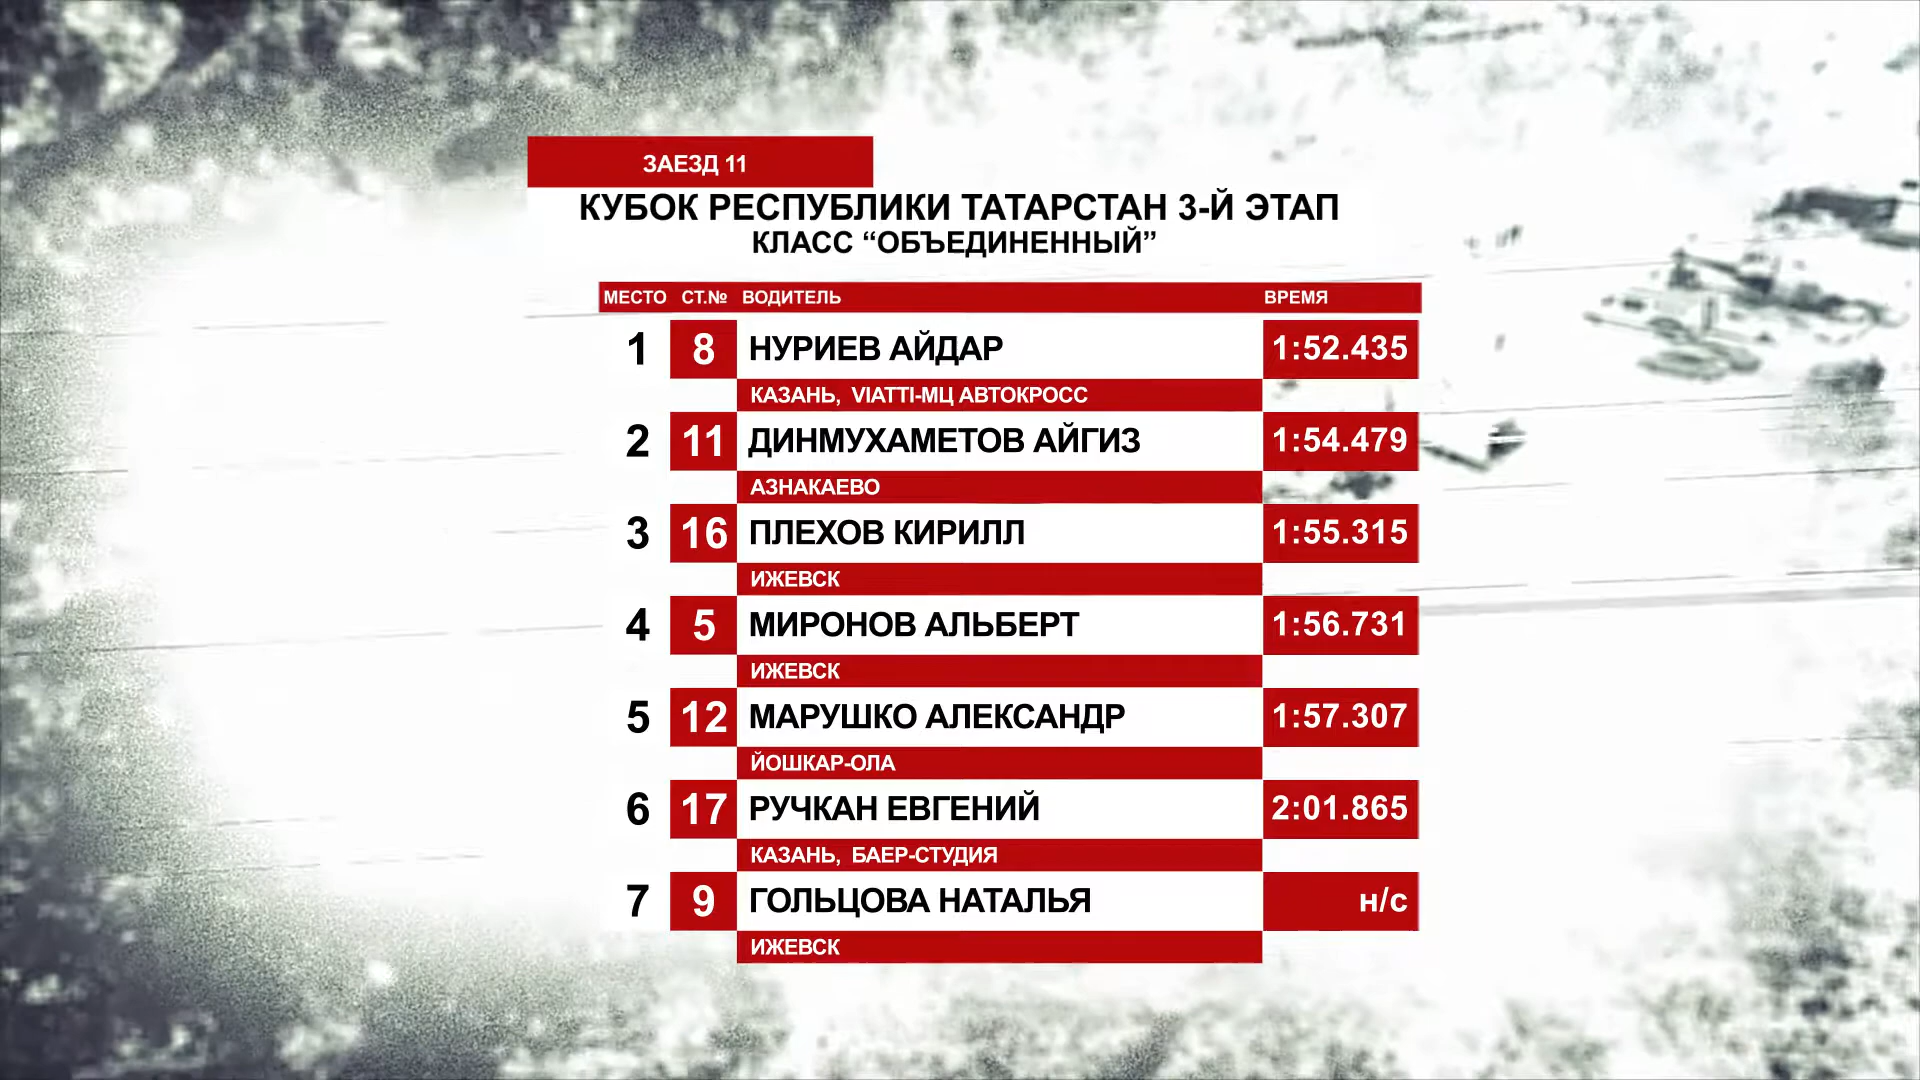 ЗАЕЗД 11
КУБОК РЕСПУБЛИКИ ТАТАРСТАН 3-Й ЭТАП
КЛАСС “ОБЪЕДИНЕННЫЙ”
МЕСТО СТ.№ ВОДИТЕЛЬ ВРЕМЯ
1 8 НУРИЕВ АЙДАР 1:52.435
КАЗАНЬ, VIATTI-МЦ АВТОКРОСС
2 11 ДИНМУХАМЕТОВ АЙГИЗ 1:54.479
АЗНАКАЕВО
3 16 ПЛЕХОВ КИРИЛЛ 1:55.315
ИЖЕВСК
4 5 МИРОНОВ АЛЬБЕРТ 1:56.731
ИЖЕВСК
5 12 МАРУШКО АЛЕКСАНДР 1:57.307
ЙОШКАР-ОЛА
6 17 РУЧКАН ЕВГЕНИЙ 2:01.865
КАЗАНЬ, БАЕР-СТУДИЯ
7 9 ГОЛЬЦОВА НАТАЛЬЯ н/с
ИЖЕВСК